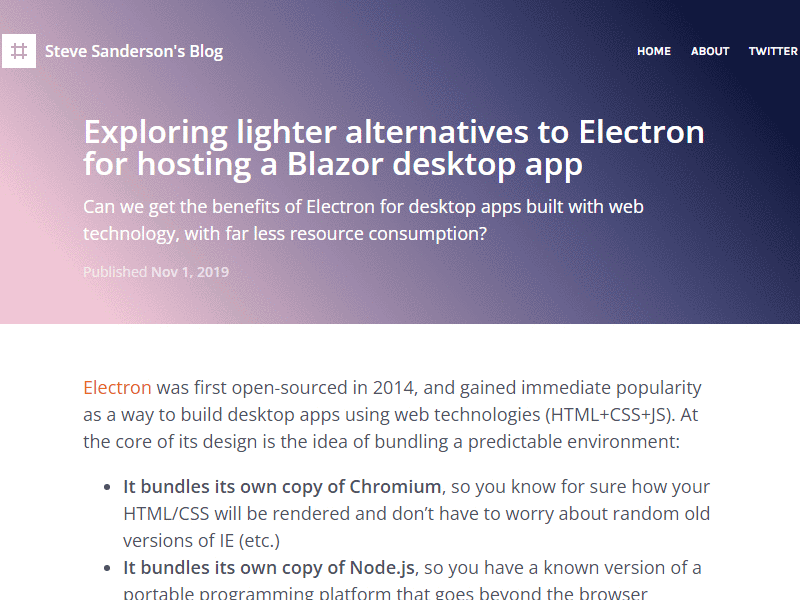 Steve Sanderson's Blog
HOME ABOUT TWITTER
Exploring lighter alternatives to Electron
for hosting a Blazor desktop app
Can we get the benefits of Electron for desktop apps built with web
technology, with far less resource consumption?
Published Nov 1, 2019
Electron was first open-sourced in 2014, and gained immediate popularity
as a way to build desktop apps using web technologies (HTML+CSS+JS). At
the core of its design is the idea of bundling a predictable environment:
• It bundles its own copy of Chromium, so you know for sure how your
HTML/CSS will be rendered and don’t have to worry about random old
versions of IE (etc.)
• It bundles its own copy of Node.js, so you have a known version of a
portable programming platform that goes beyond the browser